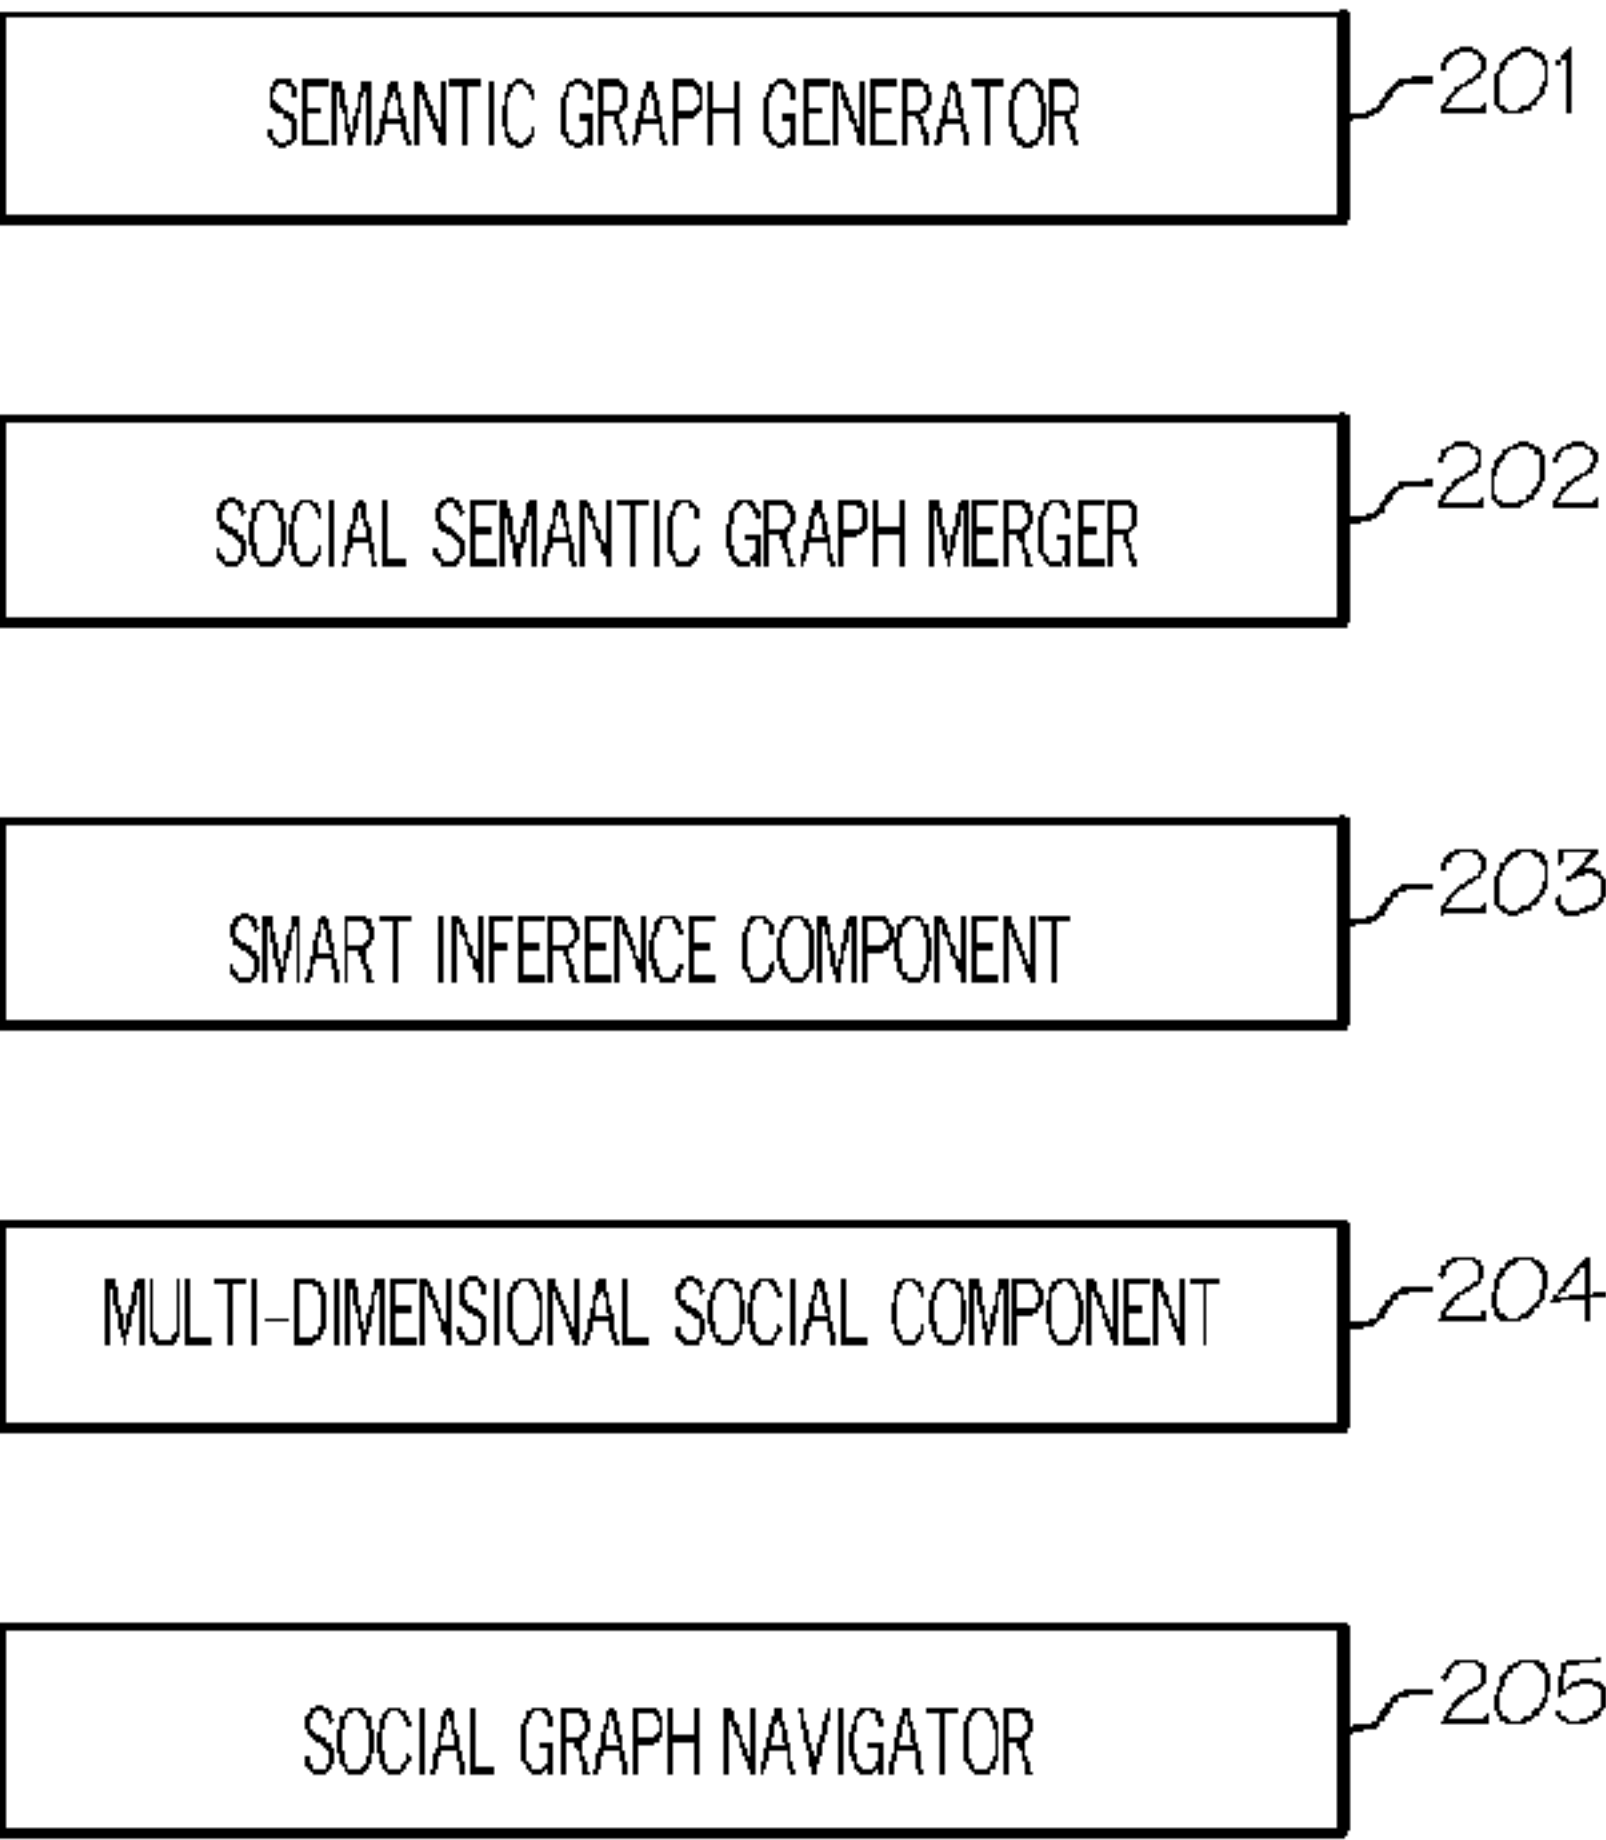 SEMANTIC GRAPH GENERATOR 201
SOCIAL SEMANTIC GRAPH MERGER 202
SMART INFERENCE COMPONENT 203
MULTI-DIMENSIONAL SOCIAL COMPONENT 204
SOCIAL GRAPH NAVIGATOR 205